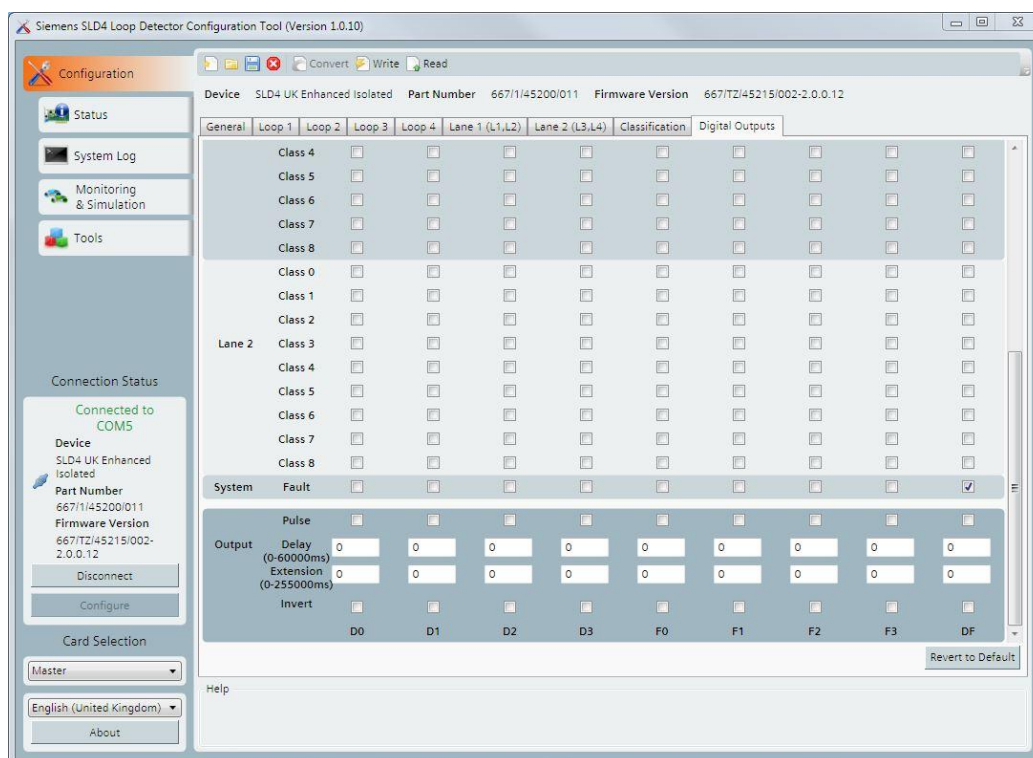 Siemens SLD4 Loop Detector Configuration Tool (Version 1.0.10)
Configuration
Status
System Log
Monitoring
& Simulation
Tools
Connection Status
Connected to
COM5
Device
SLD4 UK Enhanced
Isolated
Part Number
667/1/45200/011
Firmware Version
667/TZ/45215/002-
2.0.0.12
Disconnect
Configure
Card Selection
Master
English (United Kingdom)
About
Convert Write Read
Device SLD4 UK Enhanced Isolated Part Number 667/1/45200/011 Firmware Version 667/TZ/45215/002-2.0.0.12
General Loop 1 Loop 2 Loop 3 Loop 4 Lane 1 (L1,L2) Lane 2 (L3,L4) Classification Digital Outputs
Class 4
Class 5
Class 6
Class 7
Class 8
Class 0
Class 1
Class 2
Lane 2 Class 3
Class 4
Class 5
Class 6
Class 7
Class 8
System Fault
Pulse
Output Delay
(0-60000ms) 0 0 0 0 0 0 0 0 0
Extension
(0-255000ms) 0 0 0 0 0 0 0 0 0
Invert
D0 D1 D2 D3 F0 F1 F2 F3 DF
Revert to Default
Help